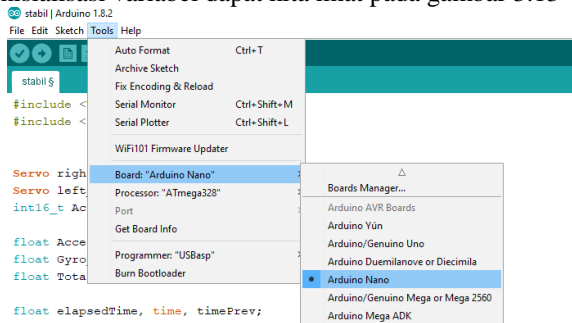 inisialisasi variabel dapat kita lihat pada gambar 3.15
stabil | Arduino 1.8.2
File Edit Sketch Tools Help
stabil §
#include <
#include <
Servo righ
Servo left
int16_t Ac
float Acce
float Gyro
float Tota
float elapsedTime, time, timePrev;
Auto Format Ctrl+T
Archive Sketch
Fix Encoding & Reload
Serial Monitor Ctrl+Shift+M
Serial Plotter Ctrl+Shift+L
WiFi101 Firmware Updater
Board: "Arduino Nano"
Processor: "ATmega328"
Port
Get Board Info
Programmer: "USBasp"
Burn Bootloader
Boards Manager...
Arduino AVR Boards
Arduino Yún
Arduino/Genuino Uno
Arduino Duemilanove or Diecimila
Arduino Nano
Arduino/Genuino Mega or Mega 2560
Arduino Mega ADK